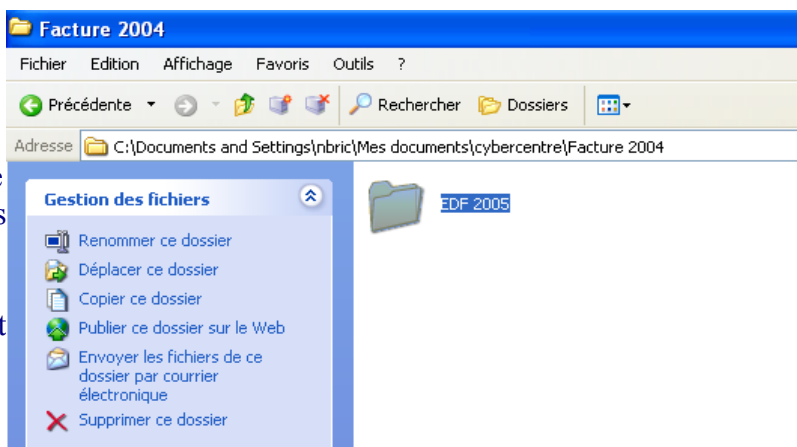 Facture 2004
Fichier Edition Affichage Favoris Outils ?
Précédente Rechercher Dossiers
Adresse C:\Documents and Settings\nbric\Mes documents\cybercentre\Facture 2004
e
s
t
Gestion des fichiers
Renommer ce dossier
Déplacer ce dossier
Copier ce dossier
Publier ce dossier sur le Web
Envoyer les fichiers de ce
dossier par courrier
électronique
Supprimer ce dossier
EDF 2005